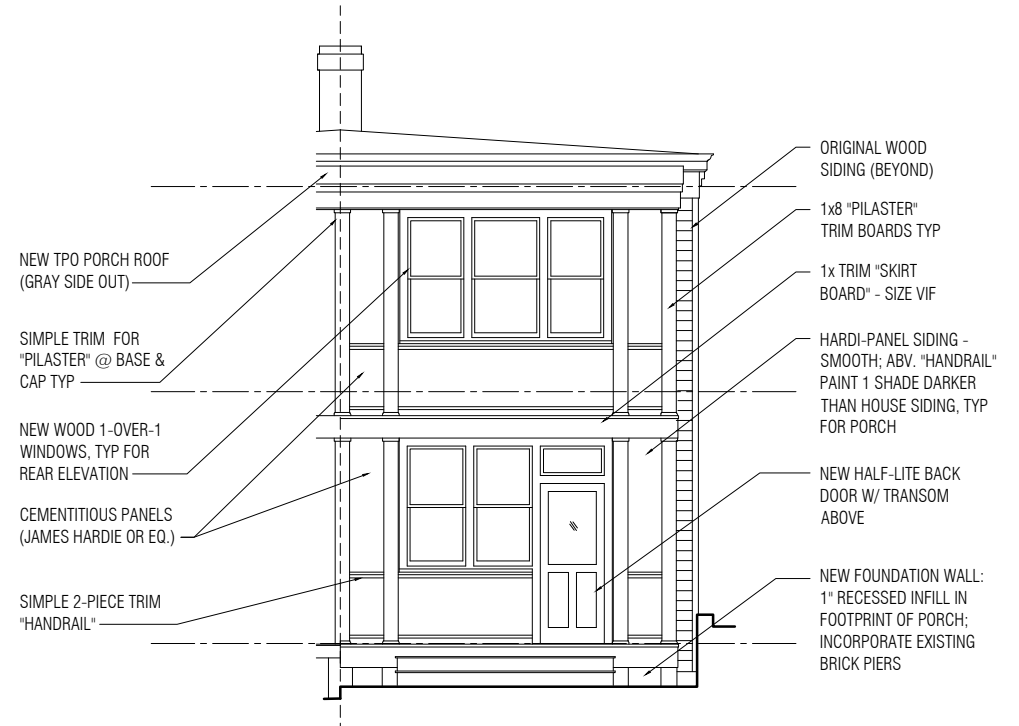 NEW TPO PORCH ROOF
(GRAY SIDE OUT)
SIMPLE TRIM FOR
"PILASTER" @ BASE &
CAP TYP
NEW WOOD 1-OVER-1
WINDOWS, TYP FOR
REAR ELEVATION
CEMENTITIOUS PANELS
(JAMES HARDIE OR EQ.)
SIMPLE 2-PIECE TRIM
"HANDRAIL"
ORIGINAL WOOD
SIDING (BEYOND)
1x8 "PILASTER"
TRIM BOARDS TYP
1x TRIM "SKIRT
BOARD" - SIZE VIF
HARDI-PANEL SIDING -
SMOOTH; ABV. "HANDRAIL"
PAINT 1 SHADE DARKER
THAN HOUSE SIDING, TYP
FOR PORCH
NEW HALF-LITE BACK
DOOR W/ TRANSOM
ABOVE
NEW FOUNDATION WALL:
1" RECESSED INFILL IN
FOOTPRINT OF PORCH;
INCORPORATE EXISTING
BRICK PIERS